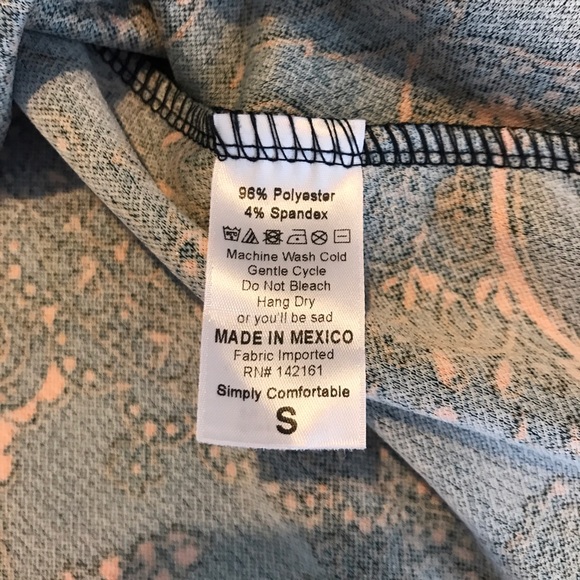 96% Polyester
4% Spandex
Machine Wash Cold
Gentle Cycle
Do Not Bleach
Hang Dry
or you'll be sad
MADE IN MEXICO
Fabric Imported
RN# 142161
Simply Comfortable
S